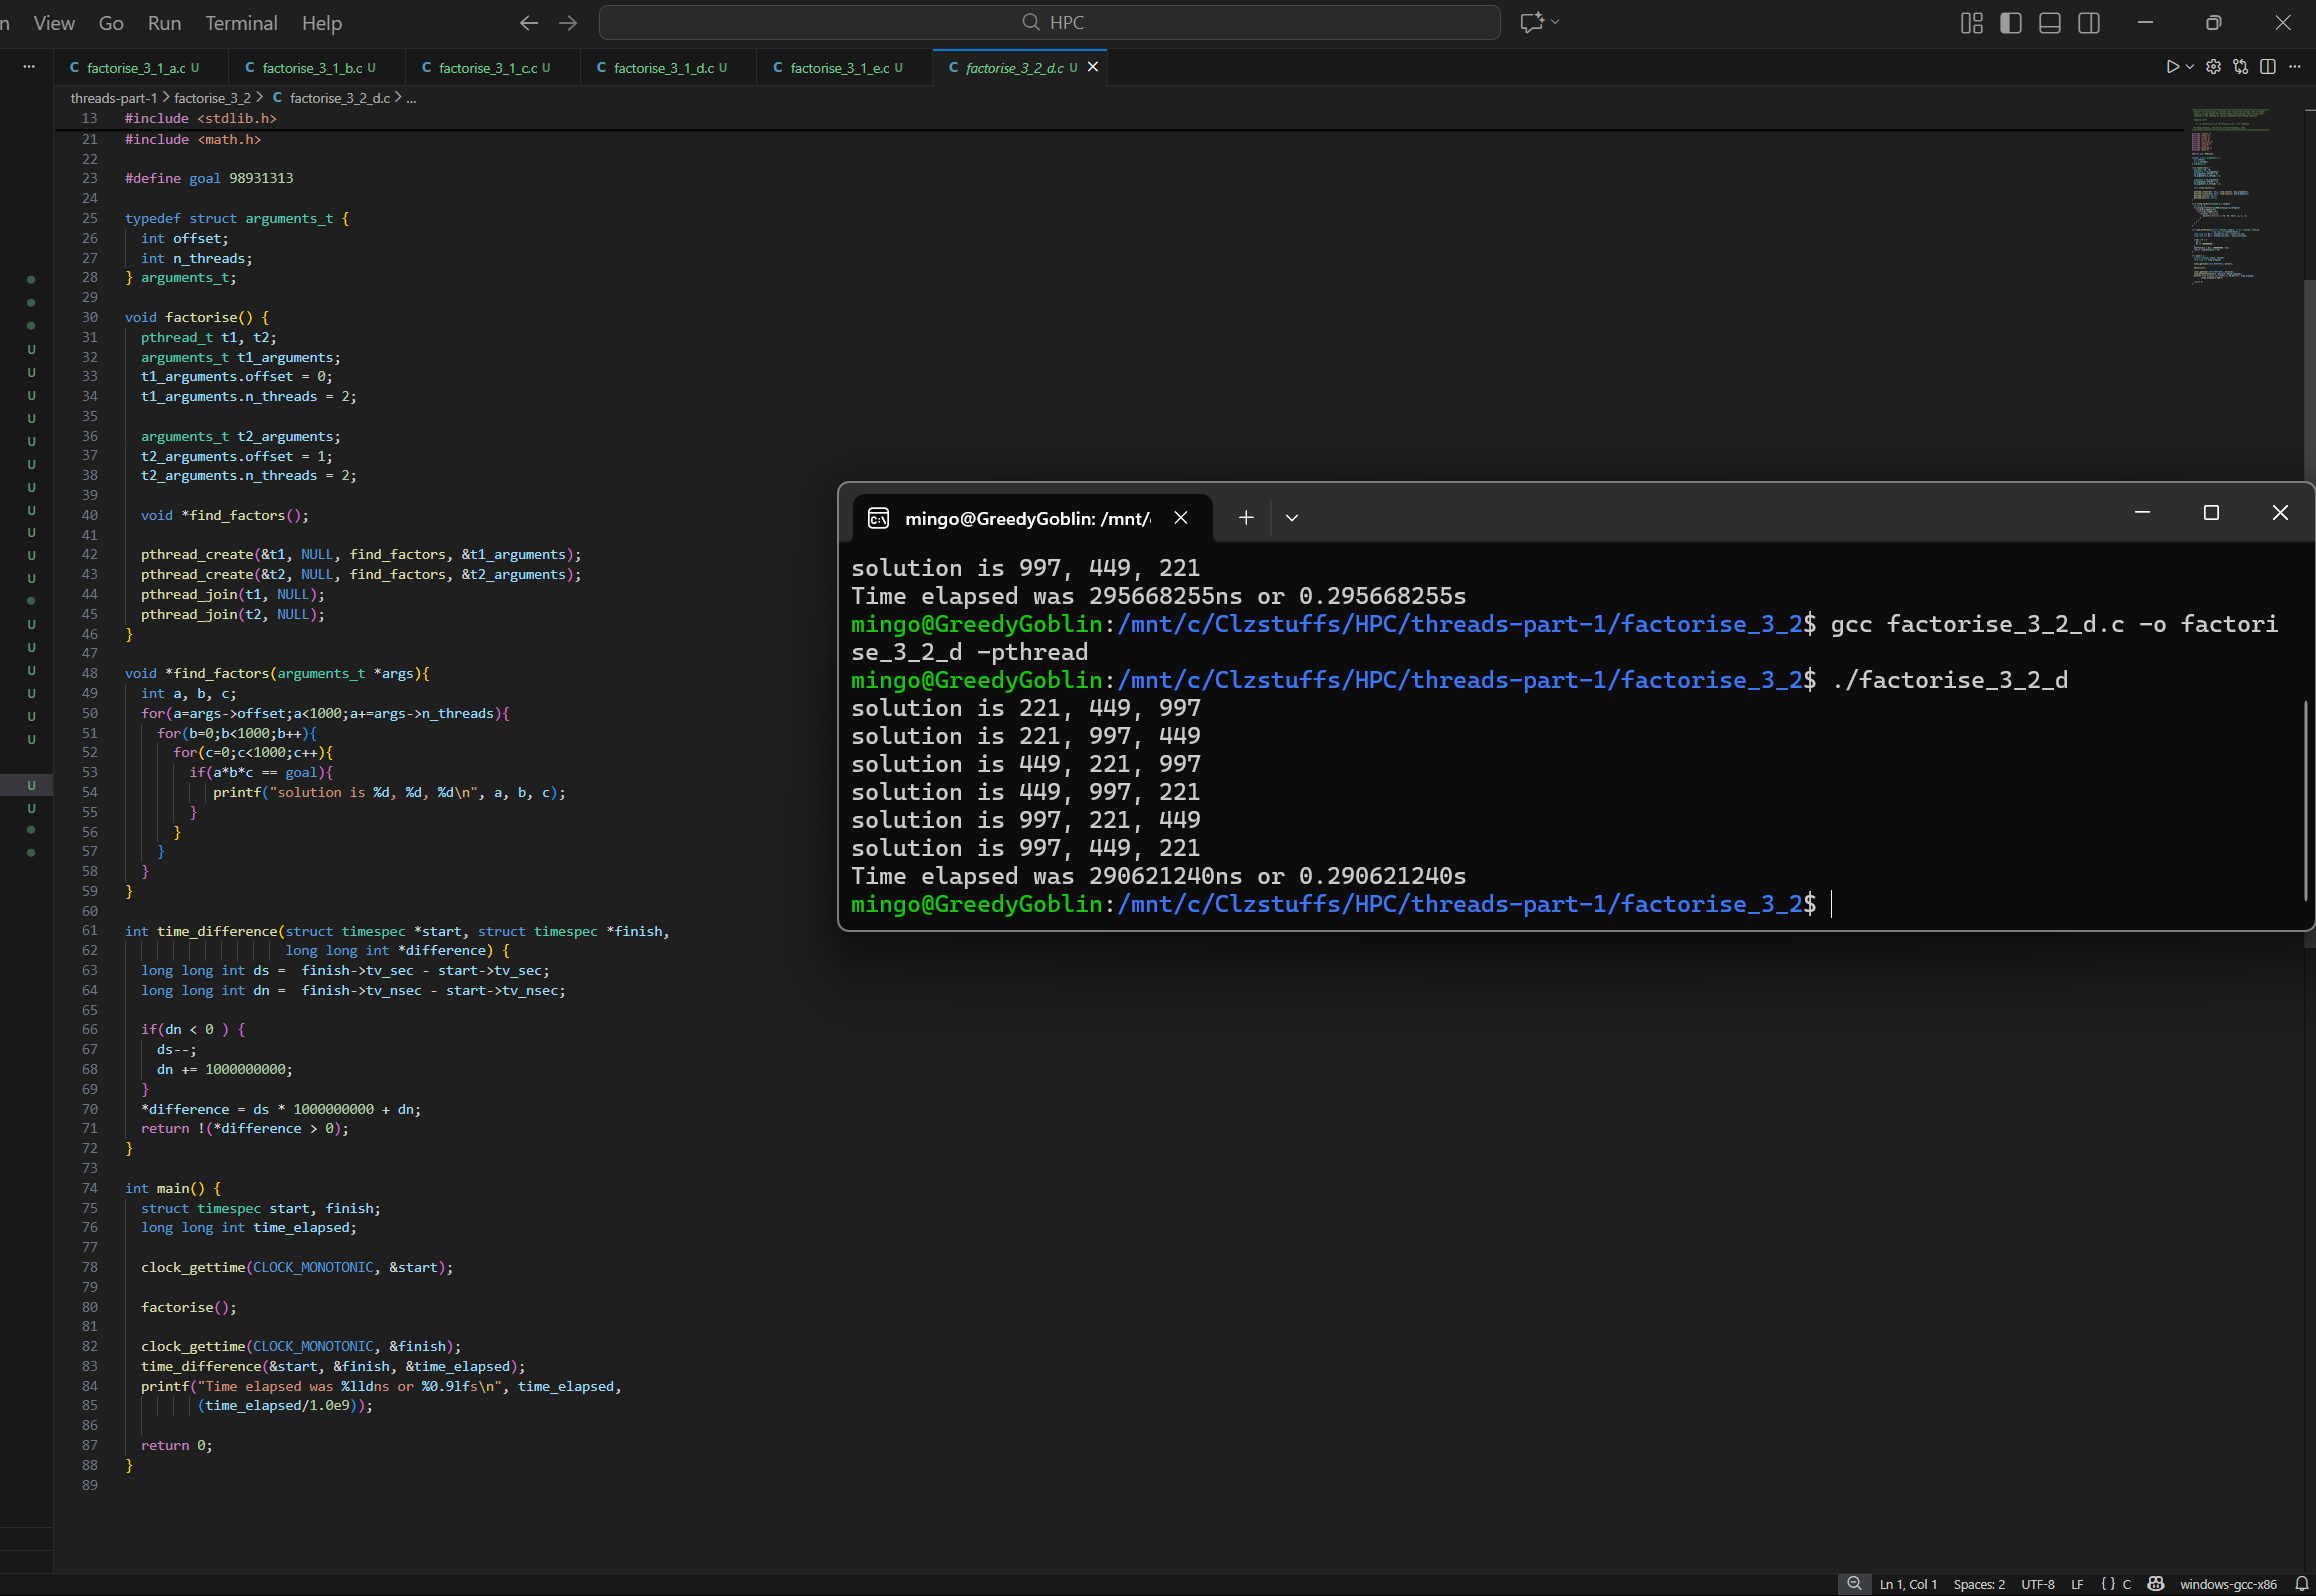 View Go Run Terminal Help
HPC
factorise_3_1_a.c U
factorise_3_1_b.c U
factorise_3_1_c.c U
factorise_3_1_d.c U
factorise_3_1_e.c U
factorise_3_2_d.c U
threads-part-1 > factorise_3_2 > C factorise_3_2_d.c > ...
13 #include <stdlib.h>
21 #include <math.h>
22
23 #define goal 98931313
24
25 typedef struct arguments_t {
26   int offset;
27   int n_threads;
28 } arguments_t;
29
30 void factorise() {
31   pthread_t t1, t2;
32   arguments_t t1_arguments;
33   t1_arguments.offset = 0;
34   t1_arguments.n_threads = 2;
35
36   arguments_t t2_arguments;
37   t2_arguments.offset = 1;
38   t2_arguments.n_threads = 2;
39
40   void *find_factors();
41
42   pthread_create(&t1, NULL, find_factors, &t1_arguments);
43   pthread_create(&t2, NULL, find_factors, &t2_arguments);
44   pthread_join(t1, NULL);
45   pthread_join(t2, NULL);
46 }
47
48 void *find_factors(arguments_t *args){
49   int a, b, c;
50   for(a=args->offset;a<1000;a+=args->n_threads){
51     for(b=0;b<1000;b++){
52       for(c=0;c<1000;c++){
53         if(a*b*c == goal){
54            printf("solution is %d, %d, %d\n", a, b, c);
55         }
56       }
57     }
58   }
59 }
60
61 int time_difference(struct timespec *start, struct timespec *finish,
62                     long long int *difference) {
63   long long int ds =  finish->tv_sec - start->tv_sec;
64   long long int dn =  finish->tv_nsec - start->tv_nsec;
65
66   if(dn < 0 ) {
67     ds--;
68     dn += 1000000000;
69   }
70   *difference = ds * 1000000000 + dn;
71   return !(*difference > 0);
72 }
73
74 int main() {
75   struct timespec start, finish;
76   long long int time_elapsed;
77
78   clock_gettime(CLOCK_MONOTONIC, &start);
79
80   factorise();
81
82   clock_gettime(CLOCK_MONOTONIC, &finish);
83   time_difference(&start, &finish, &time_elapsed);
84   printf("Time elapsed was %lldns or %0.9lfs\n", time_elapsed,
85          (time_elapsed/1.0e9));
86
87   return 0;
88 }
89
mingo@GreedyGoblin: /mnt/
solution is 997, 449, 221
Time elapsed was 295668255ns or 0.295668255s
mingo@GreedyGoblin:/mnt/c/Clzstuffs/HPC/threads-part-1/factorise_3_2$ gcc factorise_3_2_d.c -o factori
se_3_2_d -pthread
mingo@GreedyGoblin:/mnt/c/Clzstuffs/HPC/threads-part-1/factorise_3_2$ ./factorise_3_2_d
solution is 221, 449, 997
solution is 221, 997, 449
solution is 449, 221, 997
solution is 449, 997, 221
solution is 997, 221, 449
solution is 997, 449, 221
Time elapsed was 290621240ns or 0.290621240s
mingo@GreedyGoblin:/mnt/c/Clzstuffs/HPC/threads-part-1/factorise_3_2$
Ln 1, Col 1 Spaces: 2 UTF-8 LF { } C windows-gcc-x86